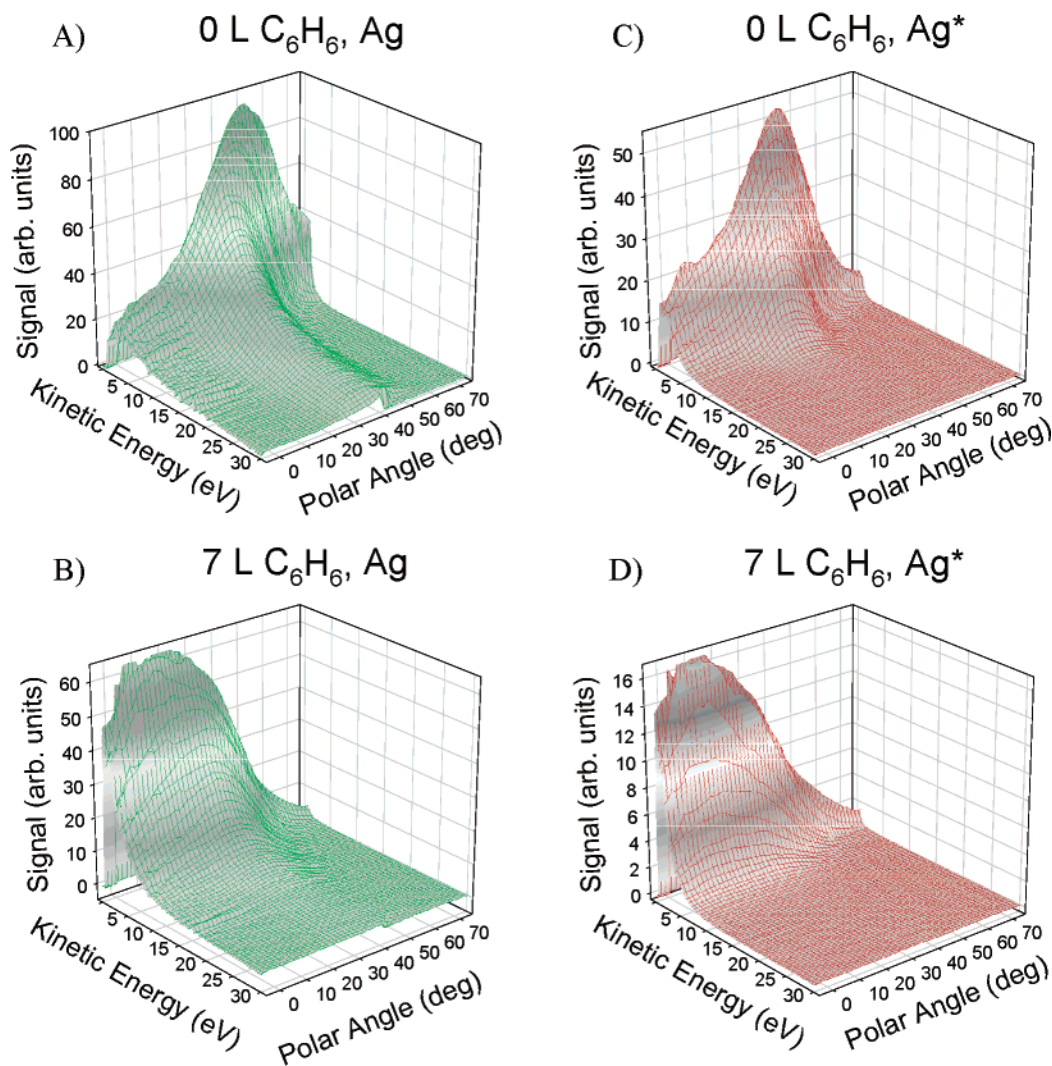 A) 0 L C6H6, Ag
100
80
60
40
20
0
Signal (arb. units)
5 10 15 20 25 30
Kinetic Energy (eV)
0 10 20 30 40 50 60 70
Polar Angle (deg)
C) 0 L C6H6, Ag*
50
40
30
20
10
0
Signal (arb. units)
5 10 15 20 25 30
Kinetic Energy (eV)
0 10 20 30 40 50 60 70
Polar Angle (deg)
B) 7 L C6H6, Ag
60
50
40
30
20
10
0
Signal (arb. units)
5 10 15 20 25 30
Kinetic Energy (eV)
0 10 20 30 40 50 60 70
Polar Angle (deg)
D) 7 L C6H6, Ag*
16
14
12
10
8
6
4
2
0
Signal (arb. units)
5 10 15 20 25 30
Kinetic Energy (eV)
0 10 20 30 40 50 60 70
Polar Angle (deg)